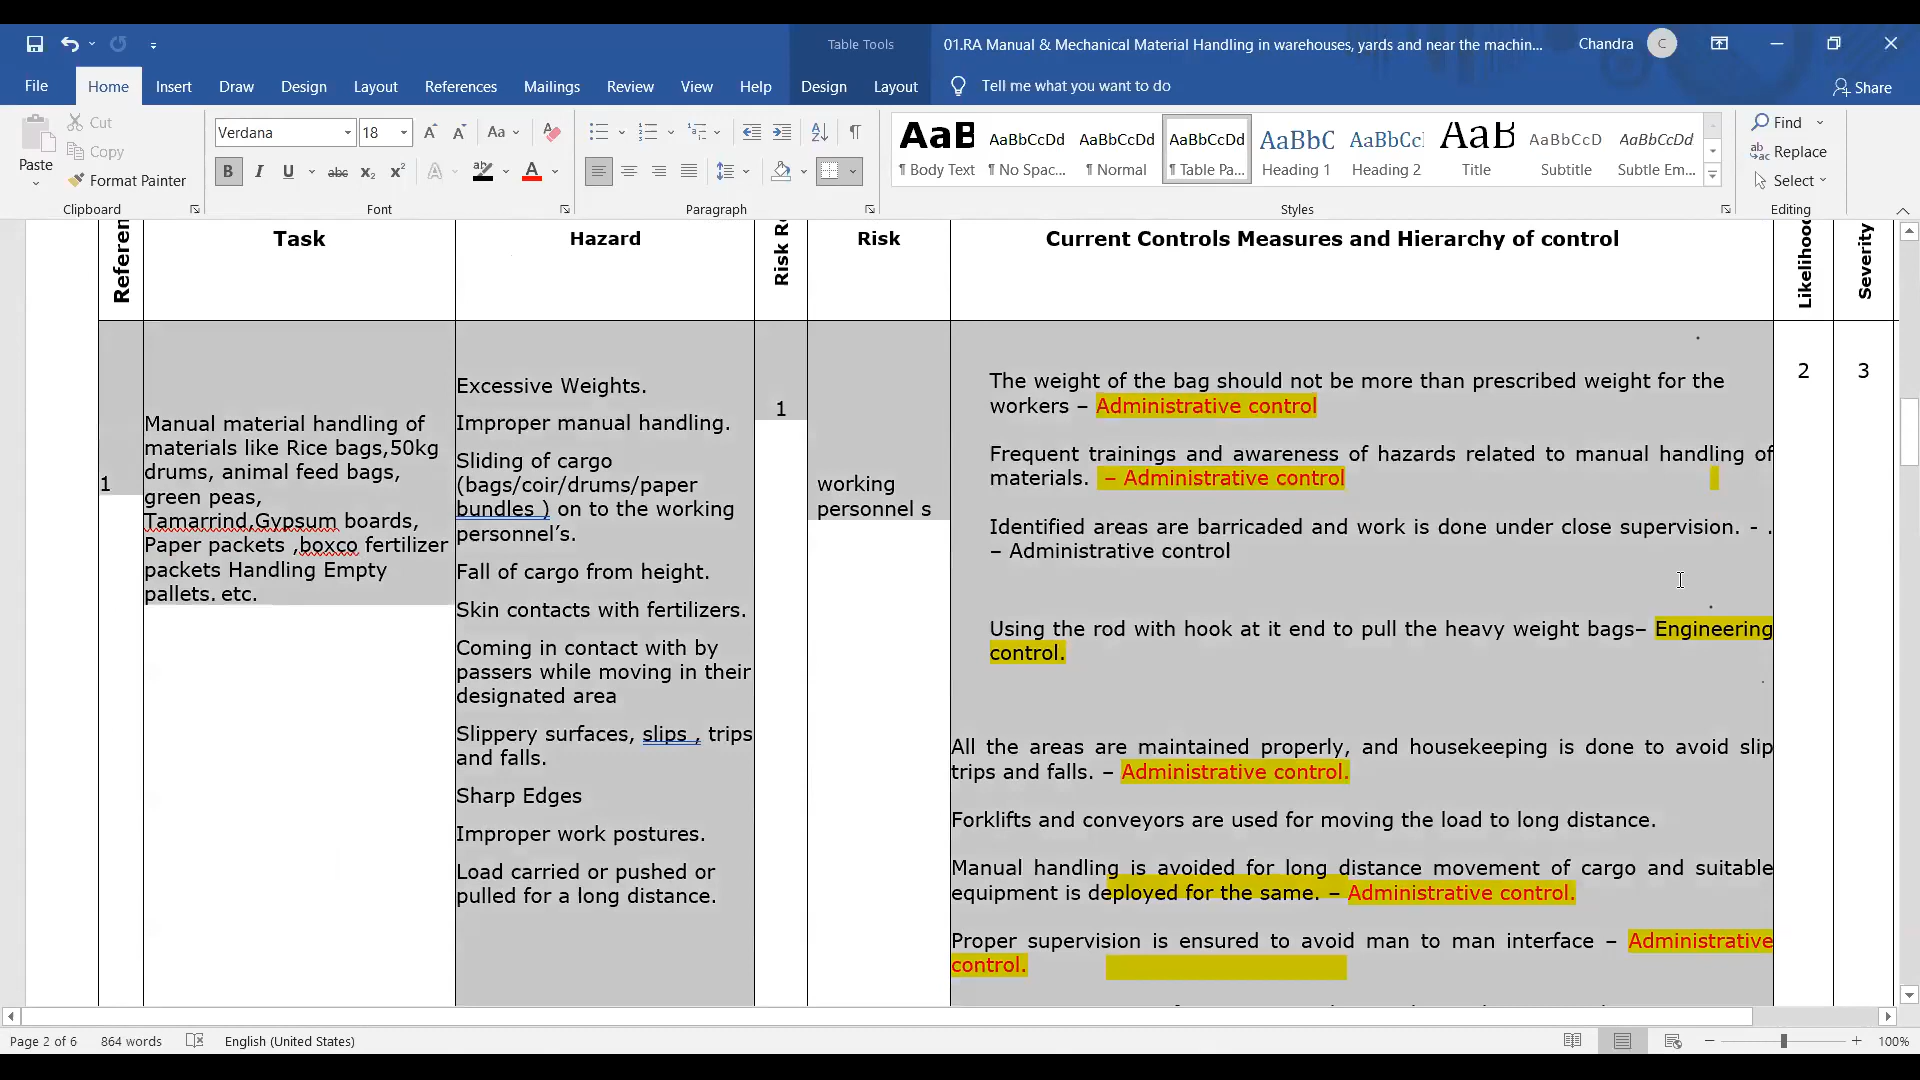 Table Tools
01.RA Manual & Mechanical Material Handling in warehouses, yards and near the machin...
Chandra
C
File
Home
Insert
Draw
Design
Layout
References
Mailings
Review
View
Help
Design
Layout
Tell me what you want to do
Share
Paste
Cut
Copy
Format Painter
Clipboard
Verdana
18
Font
Paragraph
AaB
¶ Body Text
AaBbCcDd
¶ No Spac...
AaBbCcDd
¶ Normal
AaBbCcDd
¶ Table Pa...
AaBbC
Heading 1
AaBbCc
Heading 2
AaB
Title
AaBbCcD
Subtitle
AaBbCcDd
Subtle Em...
Styles
Find
Replace
Select
Editing
Referen
Task
Hazard
Risk R
Risk
Current Controls Measures and Hierarchy of control
Likelihood
Severity
1
Manual material handling of
materials like Rice bags,50kg
drums, animal feed bags,
green peas,
Tamarrind,Gypsum boards,
Paper packets ,boxco fertilizer
packets Handling Empty
pallets. etc.
Excessive Weights.
Improper manual handling.
Sliding of cargo
(bags/coir/drums/paper
bundles ) on to the working
personnel’s.
Fall of cargo from height.
Skin contacts with fertilizers.
Coming in contact with by
passers while moving in their
designated area
Slippery surfaces, slips , trips
and falls.
Sharp Edges
Improper work postures.
Load carried or pushed or
pulled for a long distance.
1
working
personnel s
The weight of the bag should not be more than prescribed weight for the
workers – Administrative control
Frequent trainings and awareness of hazards related to manual handling of
materials. – Administrative control
Identified areas are barricaded and work is done under close supervision. - .
– Administrative control
Using the rod with hook at it end to pull the heavy weight bags– Engineering
control.
All the areas are maintained properly, and housekeeping is done to avoid slip
trips and falls. – Administrative control.
Forklifts and conveyors are used for moving the load to long distance.
Manual handling is avoided for long distance movement of cargo and suitable
equipment is deployed for the same. – Administrative control.
Proper supervision is ensured to avoid man to man interface – Administrative
control.
2
3
Page 2 of 6
864 words
English (United States)
100%